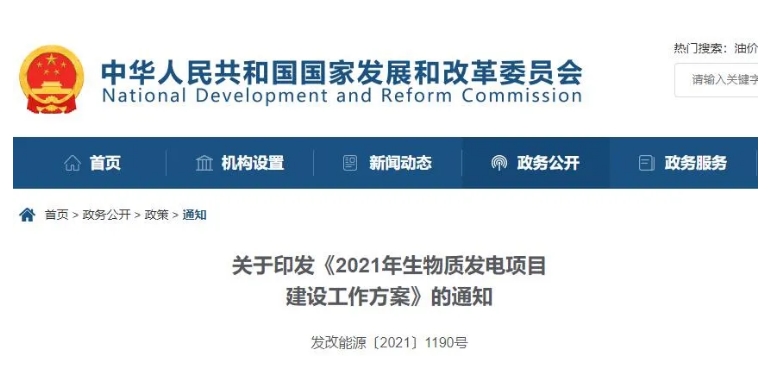 热门搜索：油价
中华人民共和国国家发展和改革委员会
National Development and Reform Commission
请输入关键字
首页 机构设置 新闻动态 政务公开 政务服务
首页 > 政务公开 > 政策 > 通知
关于印发《2021年生物质发电项目
建设工作方案》的通知
发改能源〔2021〕1190号